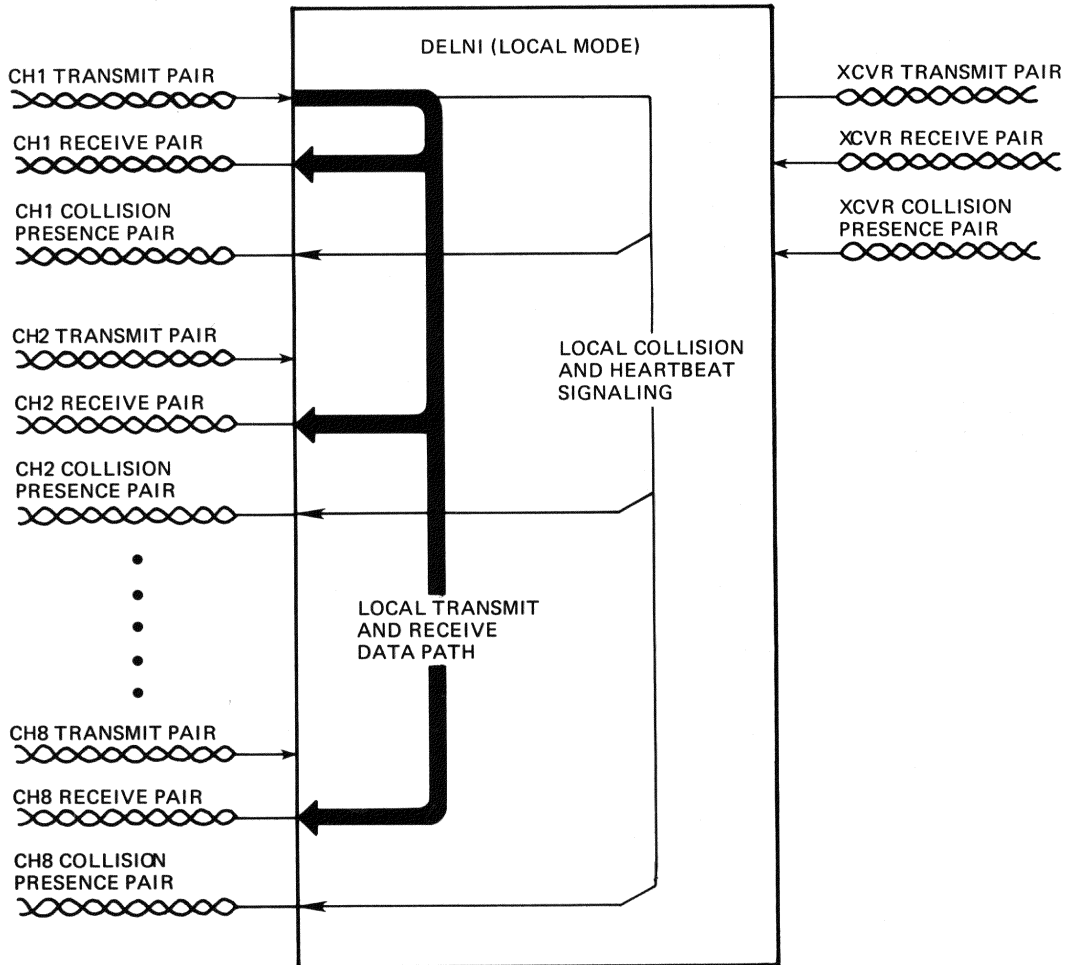 DELNI (LOCAL MODE)
CH1 TRANSMIT PAIR
CH1 RECEIVE PAIR
CH1 COLLISION
PRESENCE PAIR
CH2 TRANSMIT PAIR
CH2 RECEIVE PAIR
CH2 COLLISION
PRESENCE PAIR
CH8 TRANSMIT PAIR
CH8 RECEIVE PAIR
CH8 COLLISION
PRESENCE PAIR
LOCAL COLLISION
AND HEARTBEAT
SIGNALING
LOCAL TRANSMIT
AND RECEIVE
DATA PATH
XCVR TRANSMIT PAIR
XCVR RECEIVE PAIR
XCVR COLLISION
PRESENCE PAIR